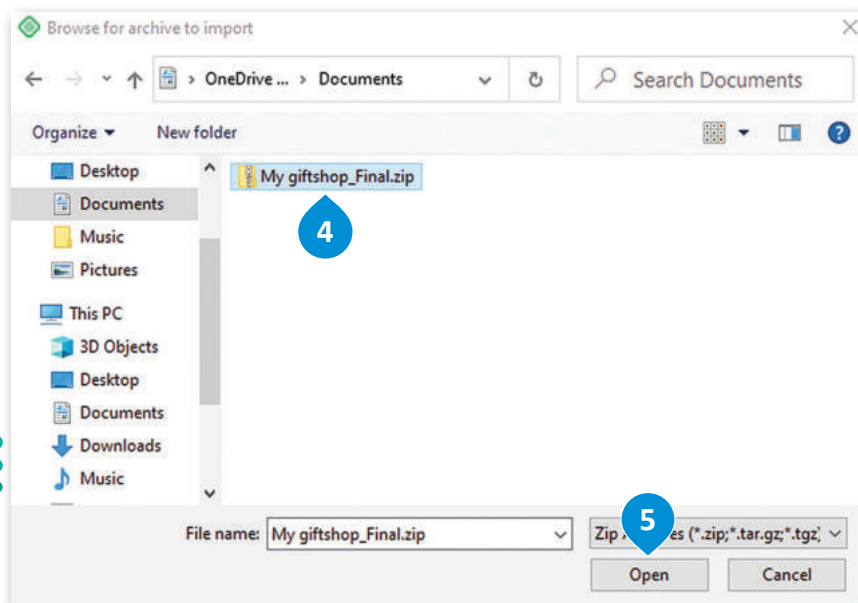 Browse for archive to import
OneDrive ... > Documents
Search Documents
Organize
New folder
Desktop
Documents
Music
Pictures
This PC
3D Objects
Desktop
Documents
Downloads
Music
My giftshop_Final.zip
4
File name:
My giftshop_Final.zip
Zip es (*.zip;*.tar.gz;*.tgz)
5
Open
Cancel